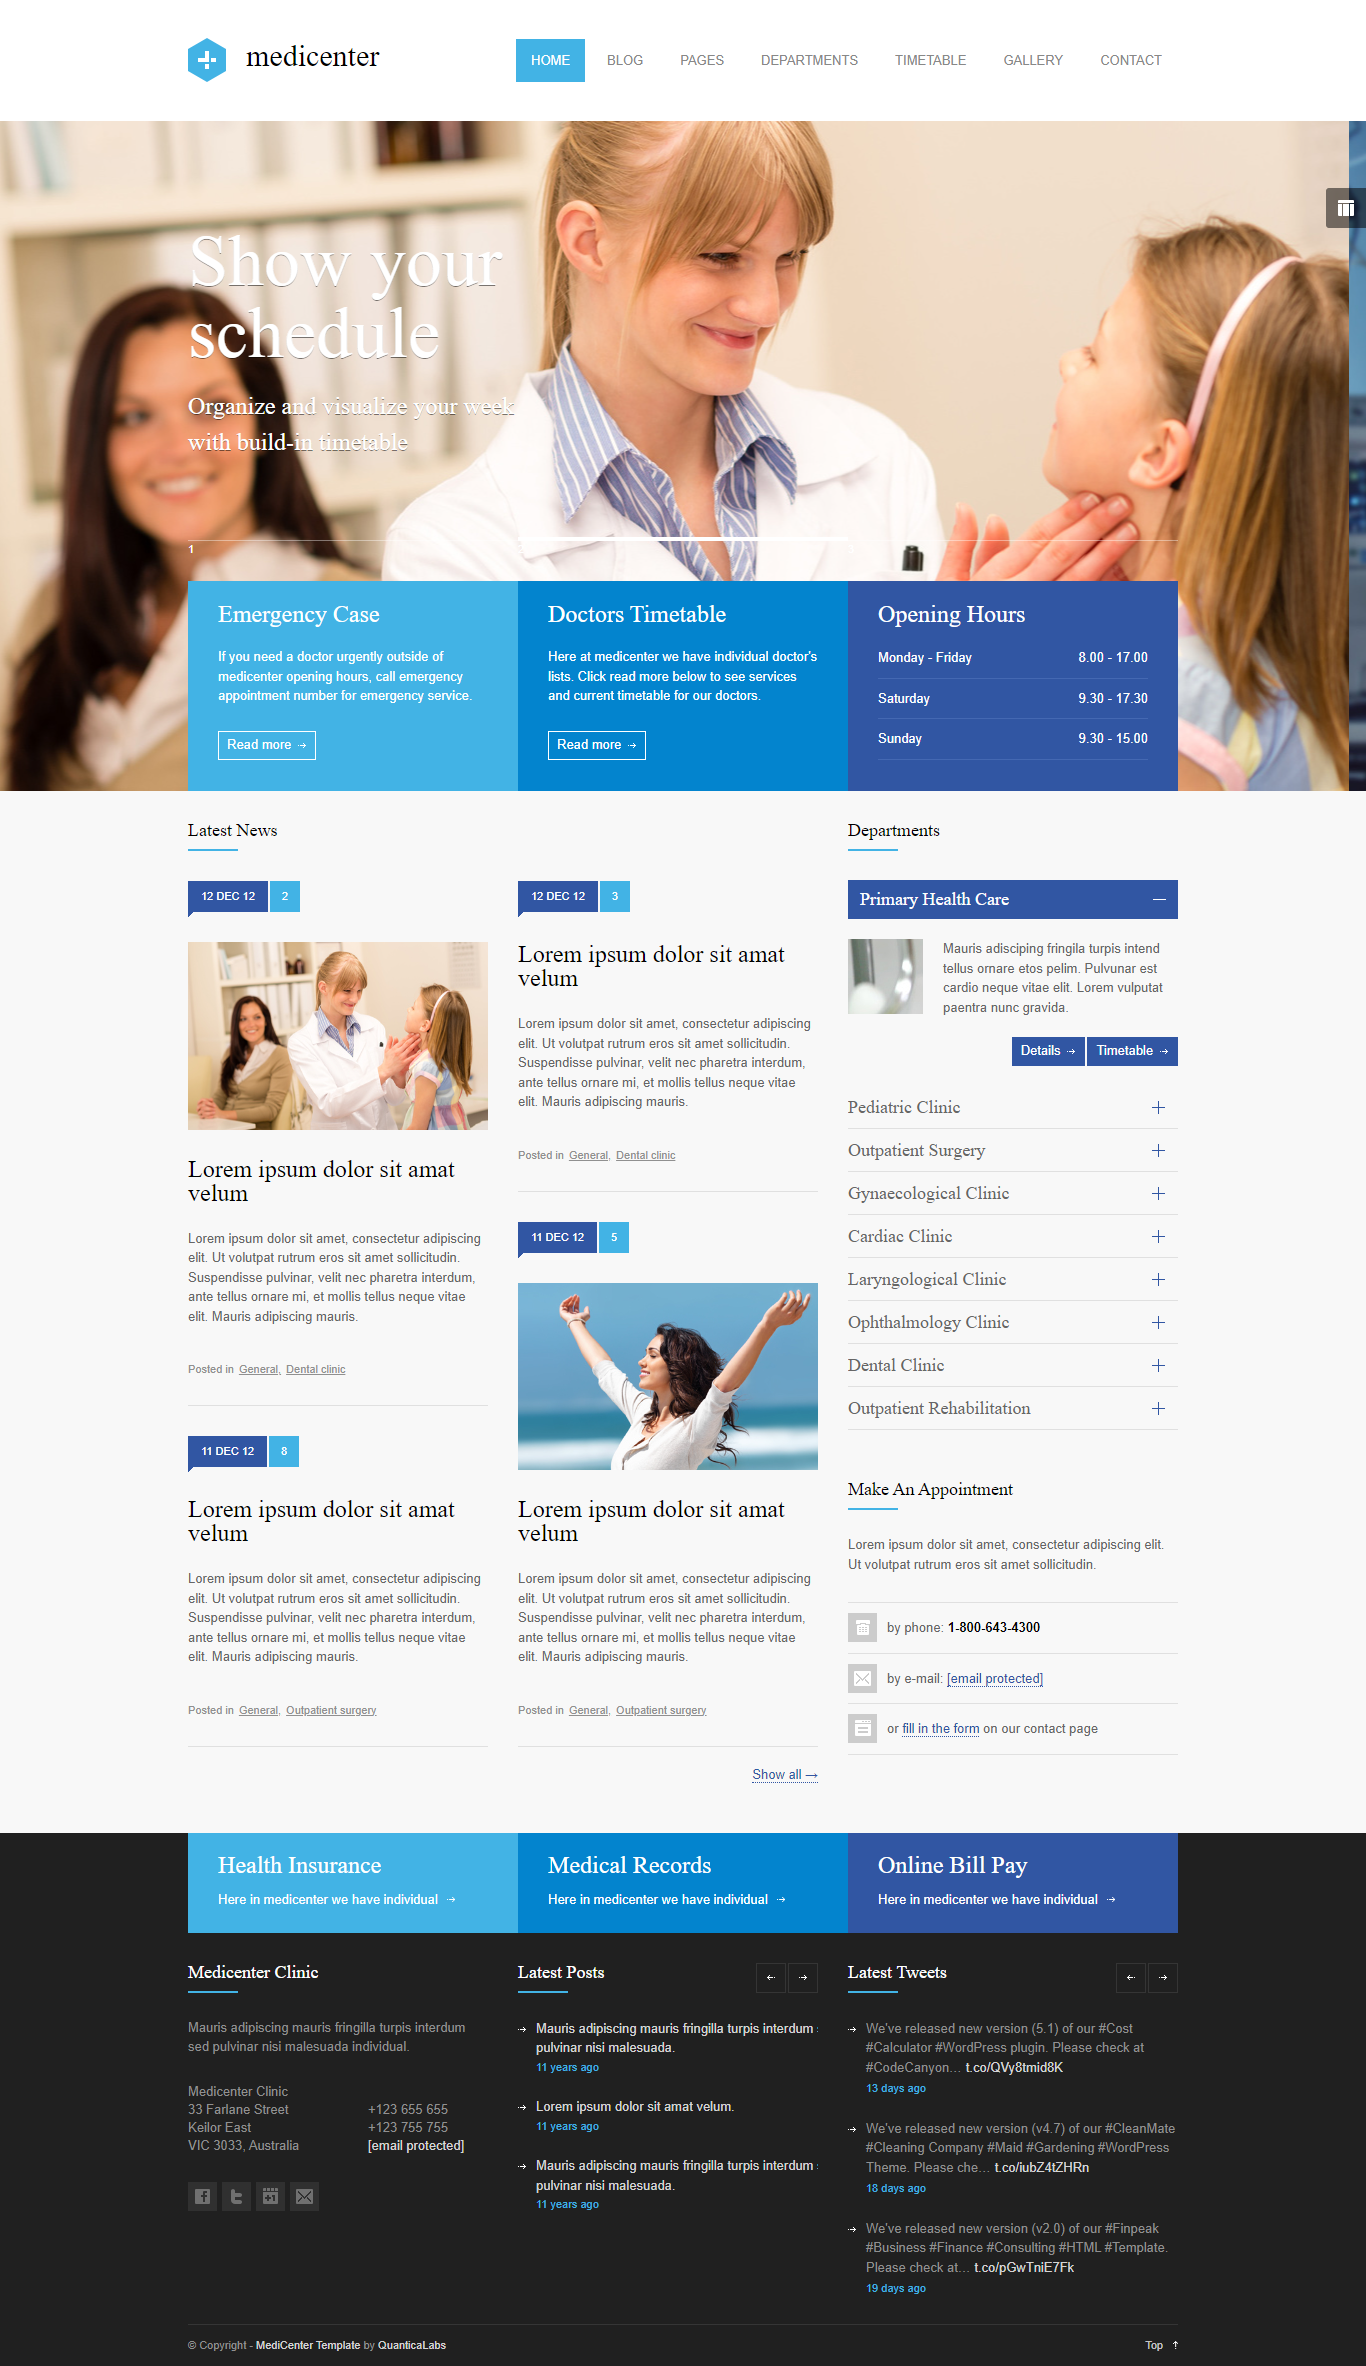 medicenter
HOME
BLOG
PAGES
DEPARTMENTS
TIMETABLE
GALLERY
CONTACT
Show your
schedule
Organize and visualize your week
with build-in timetable
1
Emergency Case
If you need a doctor urgently outside of
medicenter opening hours, call emergency
appointment number for emergency service.
Read more
Doctors Timetable
Here at medicenter we have individual doctor's
lists. Click read more below to see services
and current timetable for our doctors.
Read more
Opening Hours
Monday - Friday 8.00 - 17.00
Saturday 9.30 - 17.30
Sunday 9.30 - 15.00
Latest News
12 DEC 12 2
Lorem ipsum dolor sit amat
velum
Lorem ipsum dolor sit amet, consectetur adipiscing
elit. Ut volutpat rutrum eros sit amet sollicitudin.
Suspendisse pulvinar, velit nec pharetra interdum,
ante tellus ornare mi, et mollis tellus neque vitae
elit. Mauris adipiscing mauris.
Posted in General, Dental clinic
11 DEC 12 8
Lorem ipsum dolor sit amat
velum
Lorem ipsum dolor sit amet, consectetur adipiscing
elit. Ut volutpat rutrum eros sit amet sollicitudin.
Suspendisse pulvinar, velit nec pharetra interdum,
ante tellus ornare mi, et mollis tellus neque vitae
elit. Mauris adipiscing mauris.
Posted in General, Outpatient surgery
12 DEC 12 3
Lorem ipsum dolor sit amat
velum
Lorem ipsum dolor sit amet, consectetur adipiscing
elit. Ut volutpat rutrum eros sit amet sollicitudin.
Suspendisse pulvinar, velit nec pharetra interdum,
ante tellus ornare mi, et mollis tellus neque vitae
elit. Mauris adipiscing mauris.
Posted in General, Dental clinic
11 DEC 12 5
Lorem ipsum dolor sit amat
velum
Lorem ipsum dolor sit amet, consectetur adipiscing
elit. Ut volutpat rutrum eros sit amet sollicitudin.
Suspendisse pulvinar, velit nec pharetra interdum,
ante tellus ornare mi, et mollis tellus neque vitae
elit. Mauris adipiscing mauris.
Posted in General, Outpatient surgery
Show all →
Departments
Primary Health Care
Mauris adisciping fringila turpis intend
tellus ornare etos pelim. Pulvunar est
cardio neque vitae elit. Lorem vulputat
paentra nunc gravida.
Details
Timetable
Pediatric Clinic
Outpatient Surgery
Gynaecological Clinic
Cardiac Clinic
Laryngological Clinic
Ophthalmology Clinic
Dental Clinic
Outpatient Rehabilitation
Make An Appointment
Lorem ipsum dolor sit amet, consectetur adipiscing elit.
Ut volutpat rutrum eros sit amet sollicitudin.
by phone: 1-800-643-4300
by e-mail: [email protected]
or fill in the form on our contact page
Health Insurance
Here in medicenter we have individual
Medical Records
Here in medicenter we have individual
Online Bill Pay
Here in medicenter we have individual
Medicenter Clinic
Mauris adipiscing mauris fringilla turpis interdum
sed pulvinar nisi malesuada individual.
Medicenter Clinic
33 Farlane Street +123 655 655
Keilor East +123 755 755
VIC 3033, Australia [email protected]
Latest Posts
Mauris adipiscing mauris fringilla turpis interdum
pulvinar nisi malesuada.
11 years ago
Lorem ipsum dolor sit amat velum.
11 years ago
Mauris adipiscing mauris fringilla turpis interdum
pulvinar nisi malesuada.
11 years ago
Latest Tweets
We've released new version (5.1) of our #Cost
#Calculator #WordPress plugin. Please check at
#CodeCanyon… t.co/QVy8tmid8K
13 days ago
We've released new version (v4.7) of our #CleanMate
#Cleaning Company #Maid #Gardening #WordPress
Theme. Please che… t.co/iubZ4tZHRn
18 days ago
We've released new version (v2.0) of our #Finpeak
#Business #Finance #Consulting #HTML #Template.
Please check at… t.co/pGwTniE7Fk
19 days ago
© Copyright - MediCenter Template by QuanticaLabs
Top